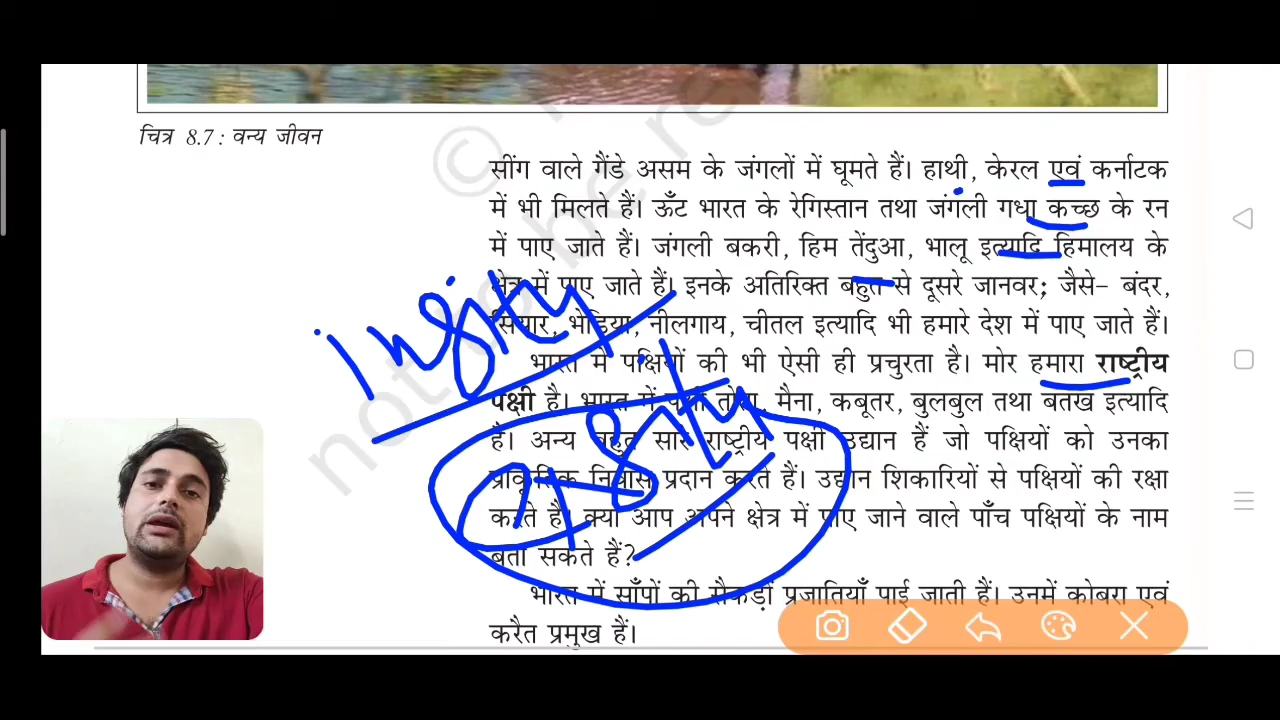 चित्र 8.7 : वन्य जीवन
सींग वाले गैंडे असम के जंगलों में घूमते हैं। हाथी, केरल एवं कर्नाटक
में भी मिलते हैं। ऊँट भारत के रेगिस्तान तथा जंगली गधा कच्छ के रन
में पाए जाते हैं। जंगली बकरी, हिम तेंदुआ, भालू इत्यादि हिमालय के
क्षेत्र में पाए जाते हैं। इनके अतिरिक्त बहुत से दूसरे जानवर; जैसे- बंदर,
सियार, भेड़िया, नीलगाय, चीतल इत्यादि भी हमारे देश में पाए जाते हैं।
भारत में पक्षियों की भी ऐसी ही प्रचुरता है। मोर हमारा राष्ट्रीय
पक्षी है। भारत में तोता, मैना, कबूतर, बुलबुल तथा बतख इत्यादि
हैं। अन्य बहुत सारे राष्ट्रीय पक्षी उद्यान हैं जो पक्षियों को उनका
प्राकृतिक निवास प्रदान करते हैं। उद्यान शिकारियों से पक्षियों की रक्षा
करते हैं। क्या आप अपने क्षेत्र में पाए जाने वाले पाँच पक्षियों के नाम
बता सकते हैं?
भारत में साँपों की सैकड़ों प्रजातियाँ पाई जाती हैं। उनमें कोबरा एवं
करैत प्रमुख हैं।